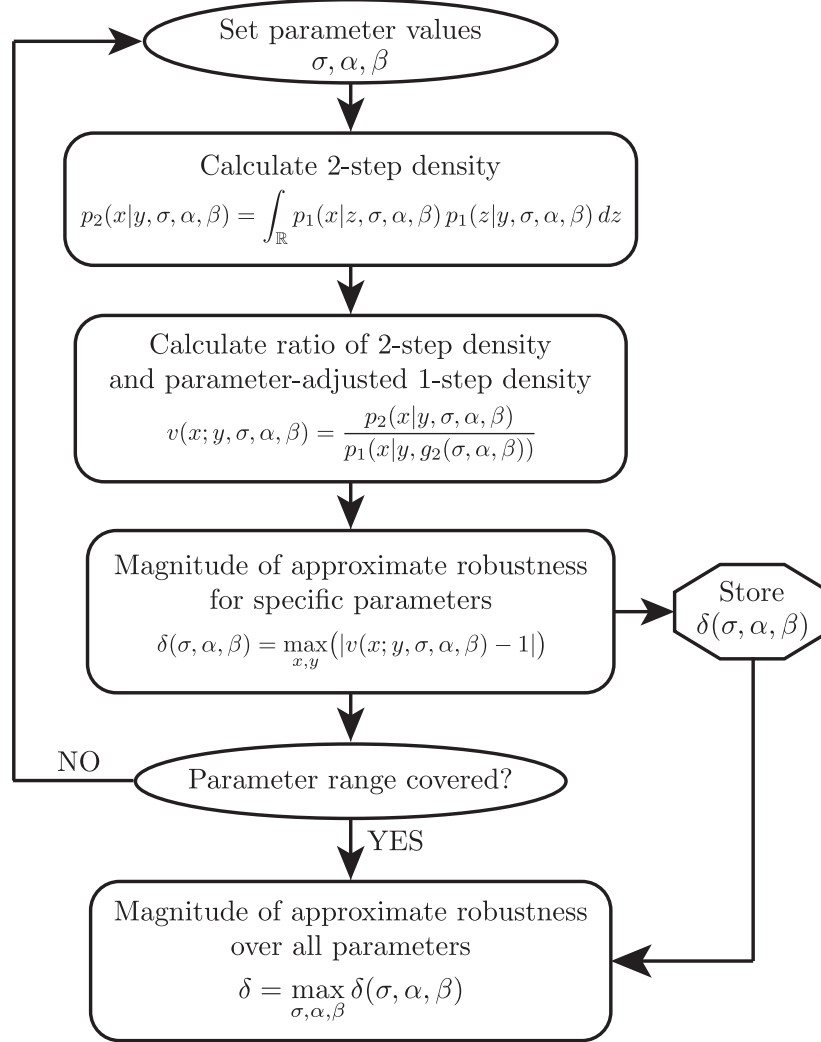 Set parameter values
σ, α, β
Calculate 2-step density
p₂(x|y, σ, α, β) = ∫_ℝ p₁(x|z, σ, α, β) p₁(z|y, σ, α, β) dz
Calculate ratio of 2-step density
and parameter-adjusted 1-step density
v(x; y, σ, α, β) = p₂(x|y, σ, α, β) / p₁(x|y, g₂(σ, α, β))
Magnitude of approximate robustness
for specific parameters
δ(σ, α, β) = max_{x,y} (|v(x; y, σ, α, β) − 1|)
Store
δ(σ, α, β)
NO
Parameter range covered?
YES
Magnitude of approximate robustness
over all parameters
δ = max_{σ,α,β} δ(σ, α, β)